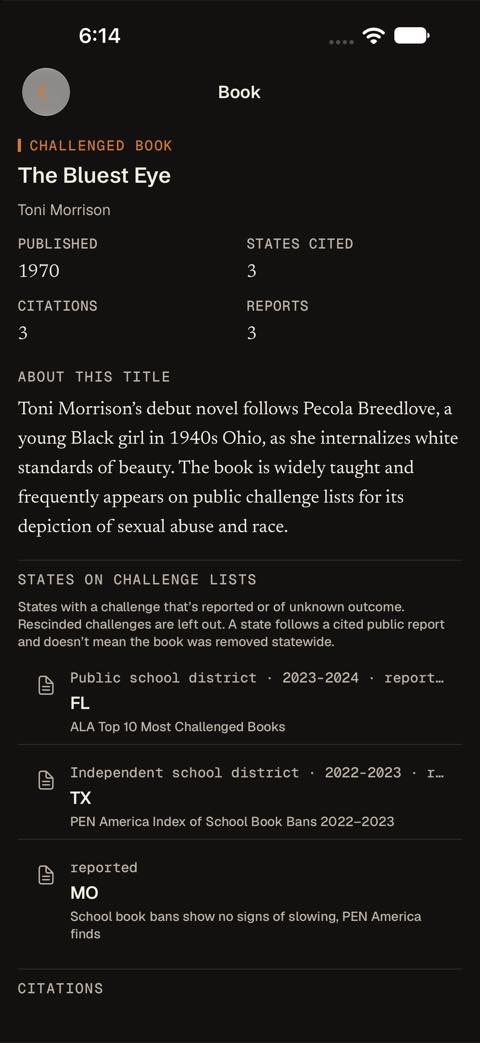 6:14
Book
CHALLENGED BOOK
The Bluest Eye
Toni Morrison
PUBLISHED
1970
STATES CITED
3
CITATIONS
3
REPORTS
3
ABOUT THIS TITLE
Toni Morrison’s debut novel follows Pecola Breedlove, a
young Black girl in 1940s Ohio, as she internalizes white
standards of beauty. The book is widely taught and
frequently appears on public challenge lists for its
depiction of sexual abuse and race.
STATES ON CHALLENGE LISTS
States with a challenge that’s reported or of unknown outcome.
Rescinded challenges are left out. A state follows a cited public report
and doesn’t mean the book was removed statewide.
Public school district · 2023-2024 · report…
FL
ALA Top 10 Most Challenged Books
Independent school district · 2022-2023 · r…
TX
PEN America Index of School Book Bans 2022–2023
reported
MO
School book bans show no signs of slowing, PEN America
finds
CITATIONS